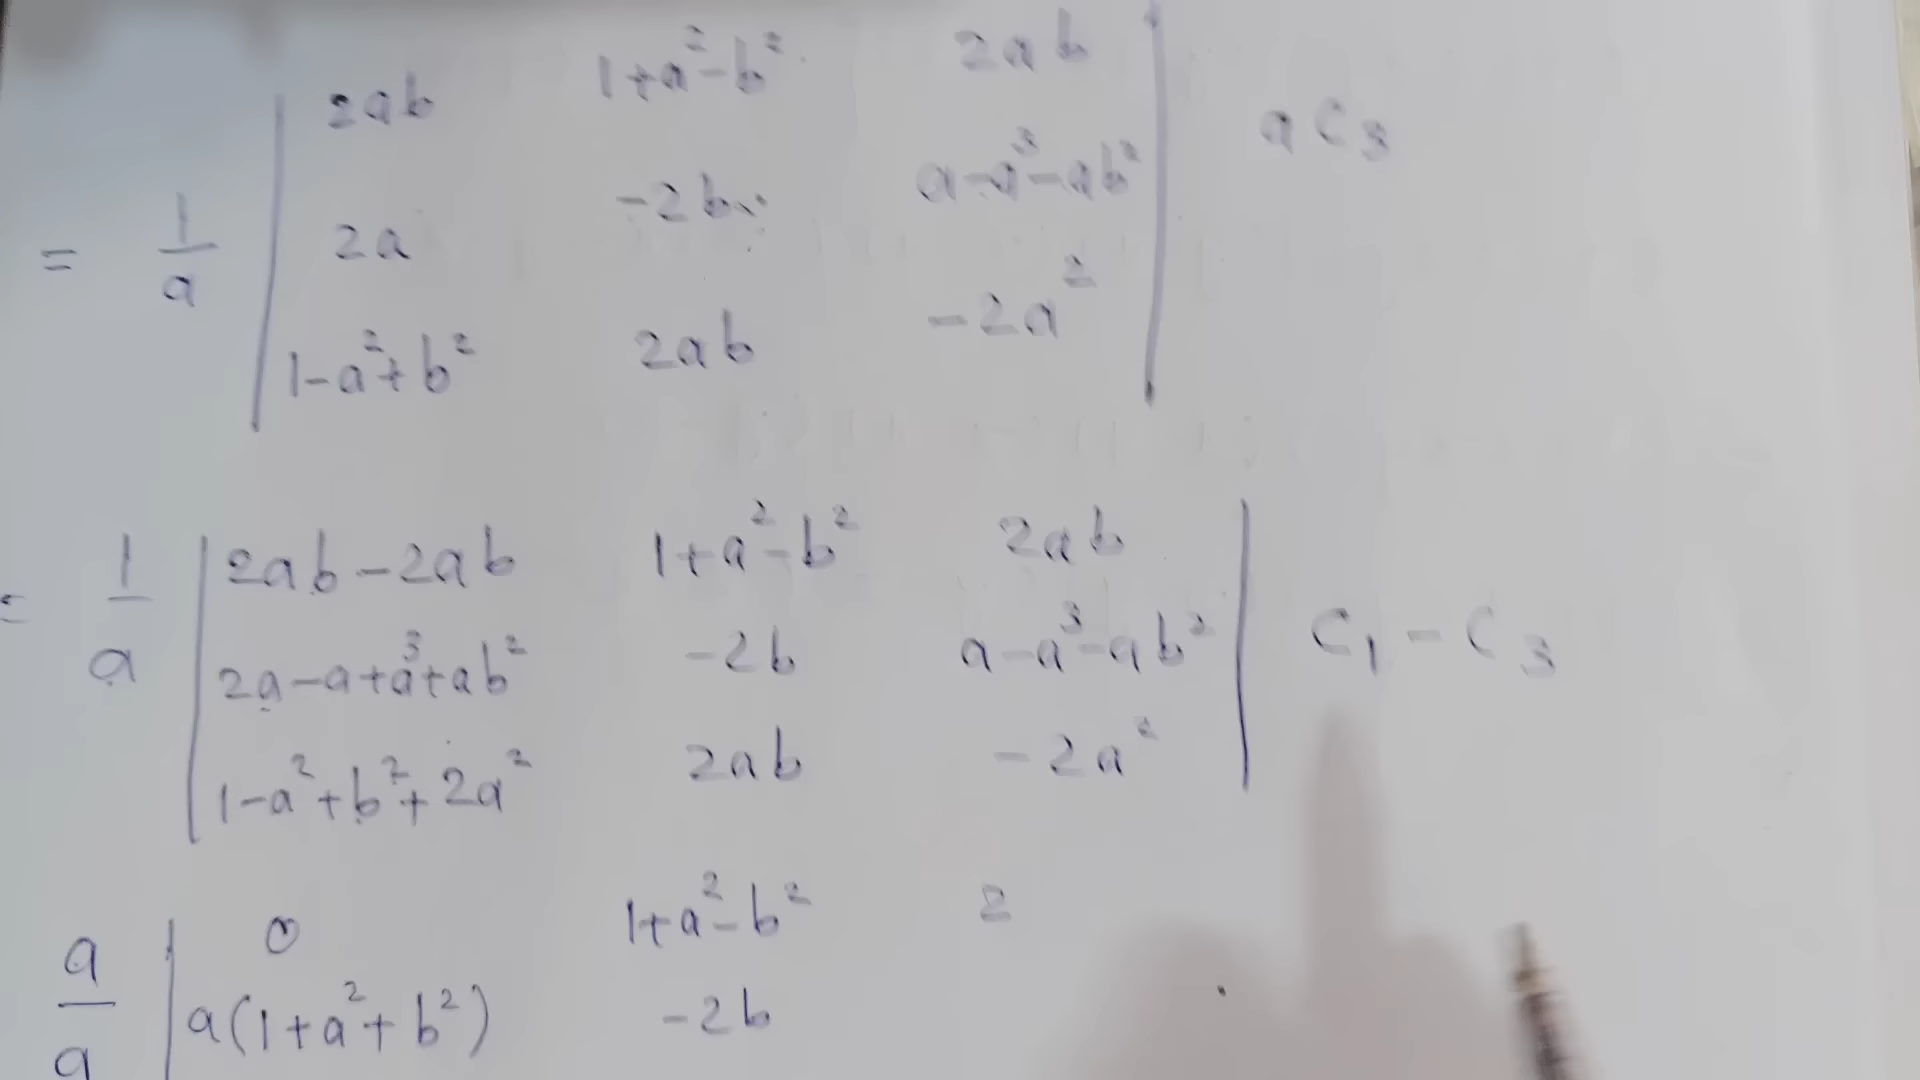 2ab 1+a²-b² 2ab
= 1/a 2a -2b a-a³-ab² aC₃
1-a²+b² 2ab -2a²
2ab-2ab 1+a²-b² 2ab
= 1/a 2a-a+a³+ab² -2b a-a³-ab² C₁-C₃
1-a²+b²+2a² 2ab -2a²
0 1+a²-b² 2
a/a a(1+a²+b²) -2b